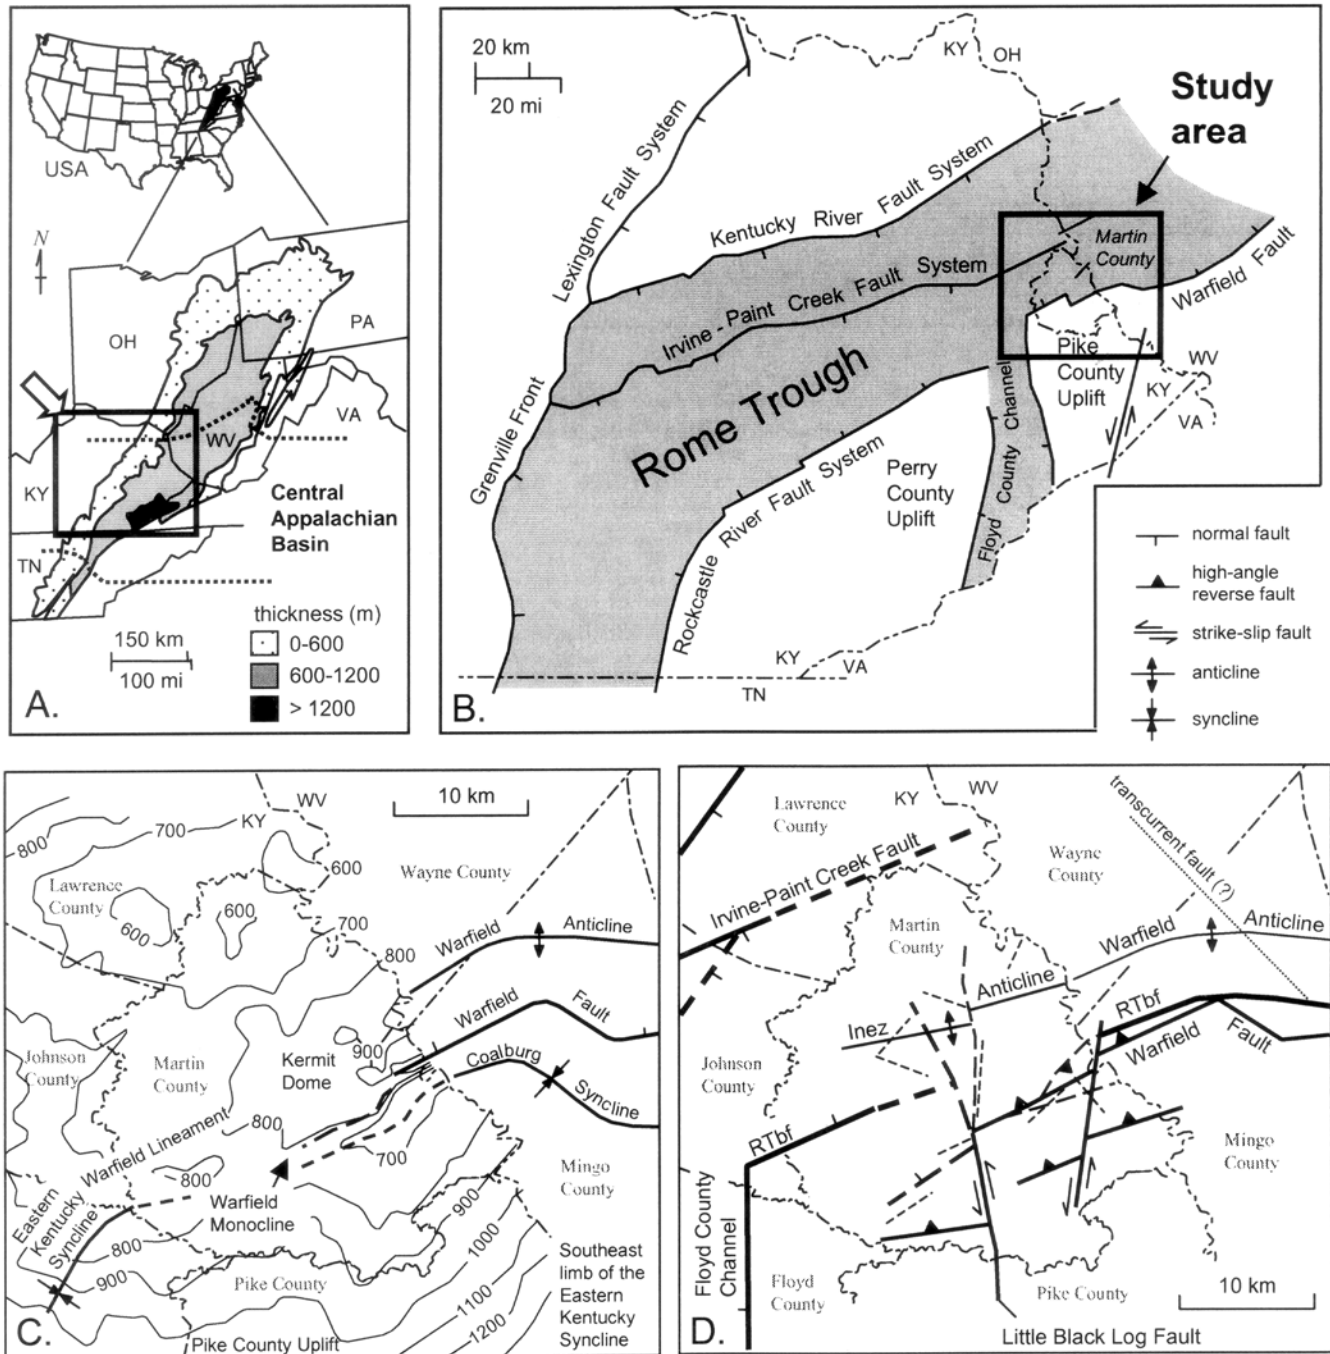 USA
N
OH
PA
WV
VA
KY
TN
Central
Appalachian
Basin
thickness (m)
0-600
600-1200
> 1200
150 km
100 mi
A.
20 km
20 mi
KY
OH
Study
area
Lexington Fault System
Kentucky River Fault System
Irvine - Paint Creek Fault System
Martin
County
Warfield Fault
Grenville Front
Rome Trough
Rockcastle River Fault System
Perry
County
Uplift
Floyd County Channel
Pike
County
Uplift
WV
KY
VA
KY
VA
TN
B.
normal fault
high-angle
reverse fault
strike-slip fault
anticline
syncline
10 km
WV
KY
800
700
600
Lawrence
County
600
600
700
800
Wayne County
Warfield Anticline
Warfield Fault
Coalburg Syncline
900
Kermit
Dome
Johnson
County
Martin
County
Warfield Lineament
800
700
800
Mingo
County
Warfield
Monocline
Eastern
Kentucky
Syncline
800
900
900
1000
1100
1200
Pike County
Pike County Uplift
Southeast
limb of the
Eastern
Kentucky
Syncline
C.
Lawrence
County
KY
WV
transcurrent fault (?)
Wayne
County
Irvine-Paint Creek Fault
Martin
County
Warfield Anticline
Inez Anticline
RTbf
Warfield Fault
Johnson
County
RTbf
Mingo
County
Floyd County
Channel
Floyd
County
Pike County
10 km
Little Black Log Fault
D.